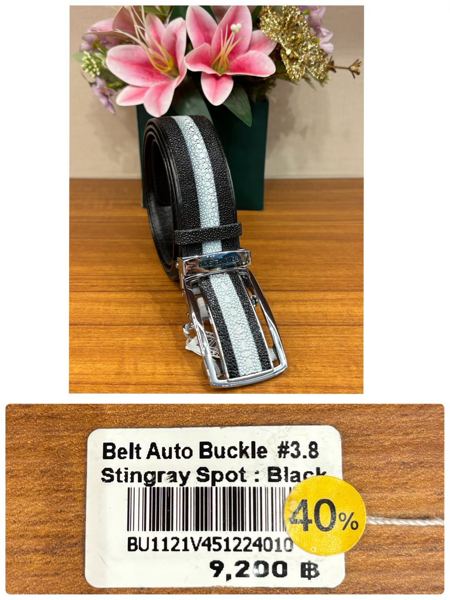 Belt Auto Buckle #3.8
Stingray Spot : Black
BU1121V451224010
40%
9,200 ฿